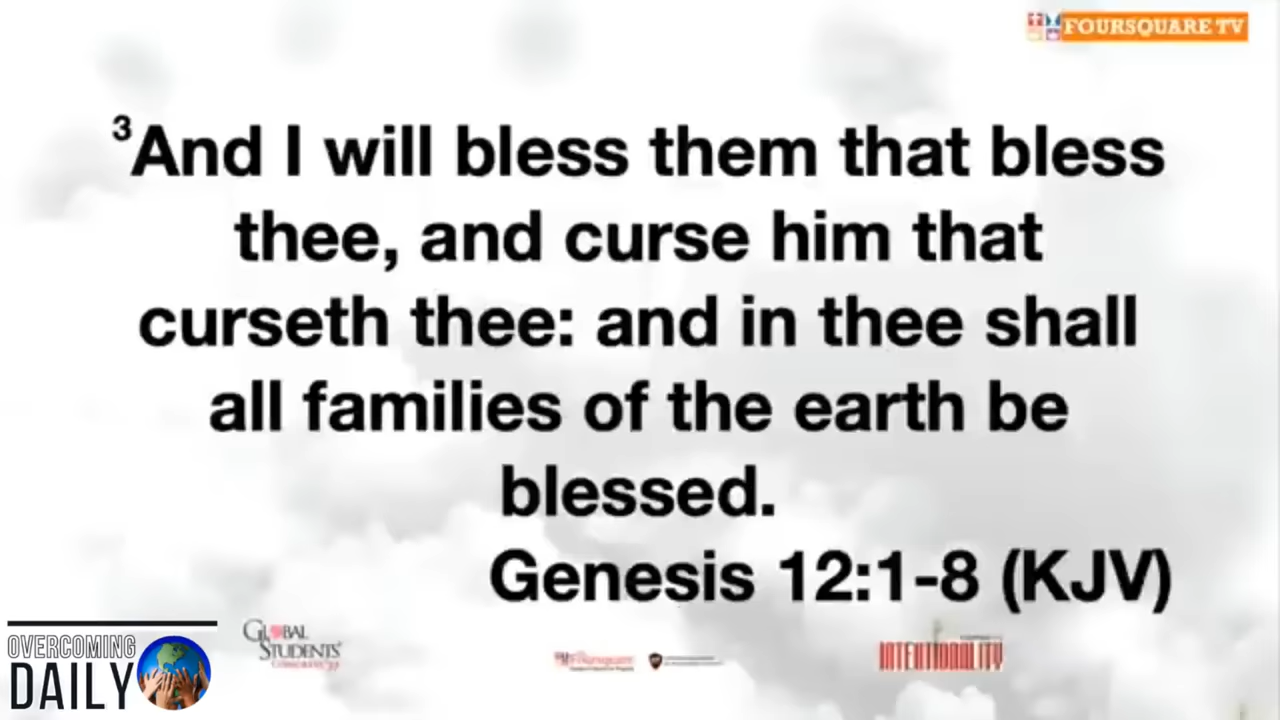 FOURSQUARE TV
³And I will bless them that bless
thee, and curse him that
curseth thee: and in thee shall
all families of the earth be
blessed.
Genesis 12:1-8 (KJV)
OVERCOMING
DAILY
GLOBAL
STUDENTS'
Foursquare
INTENTIONALITY